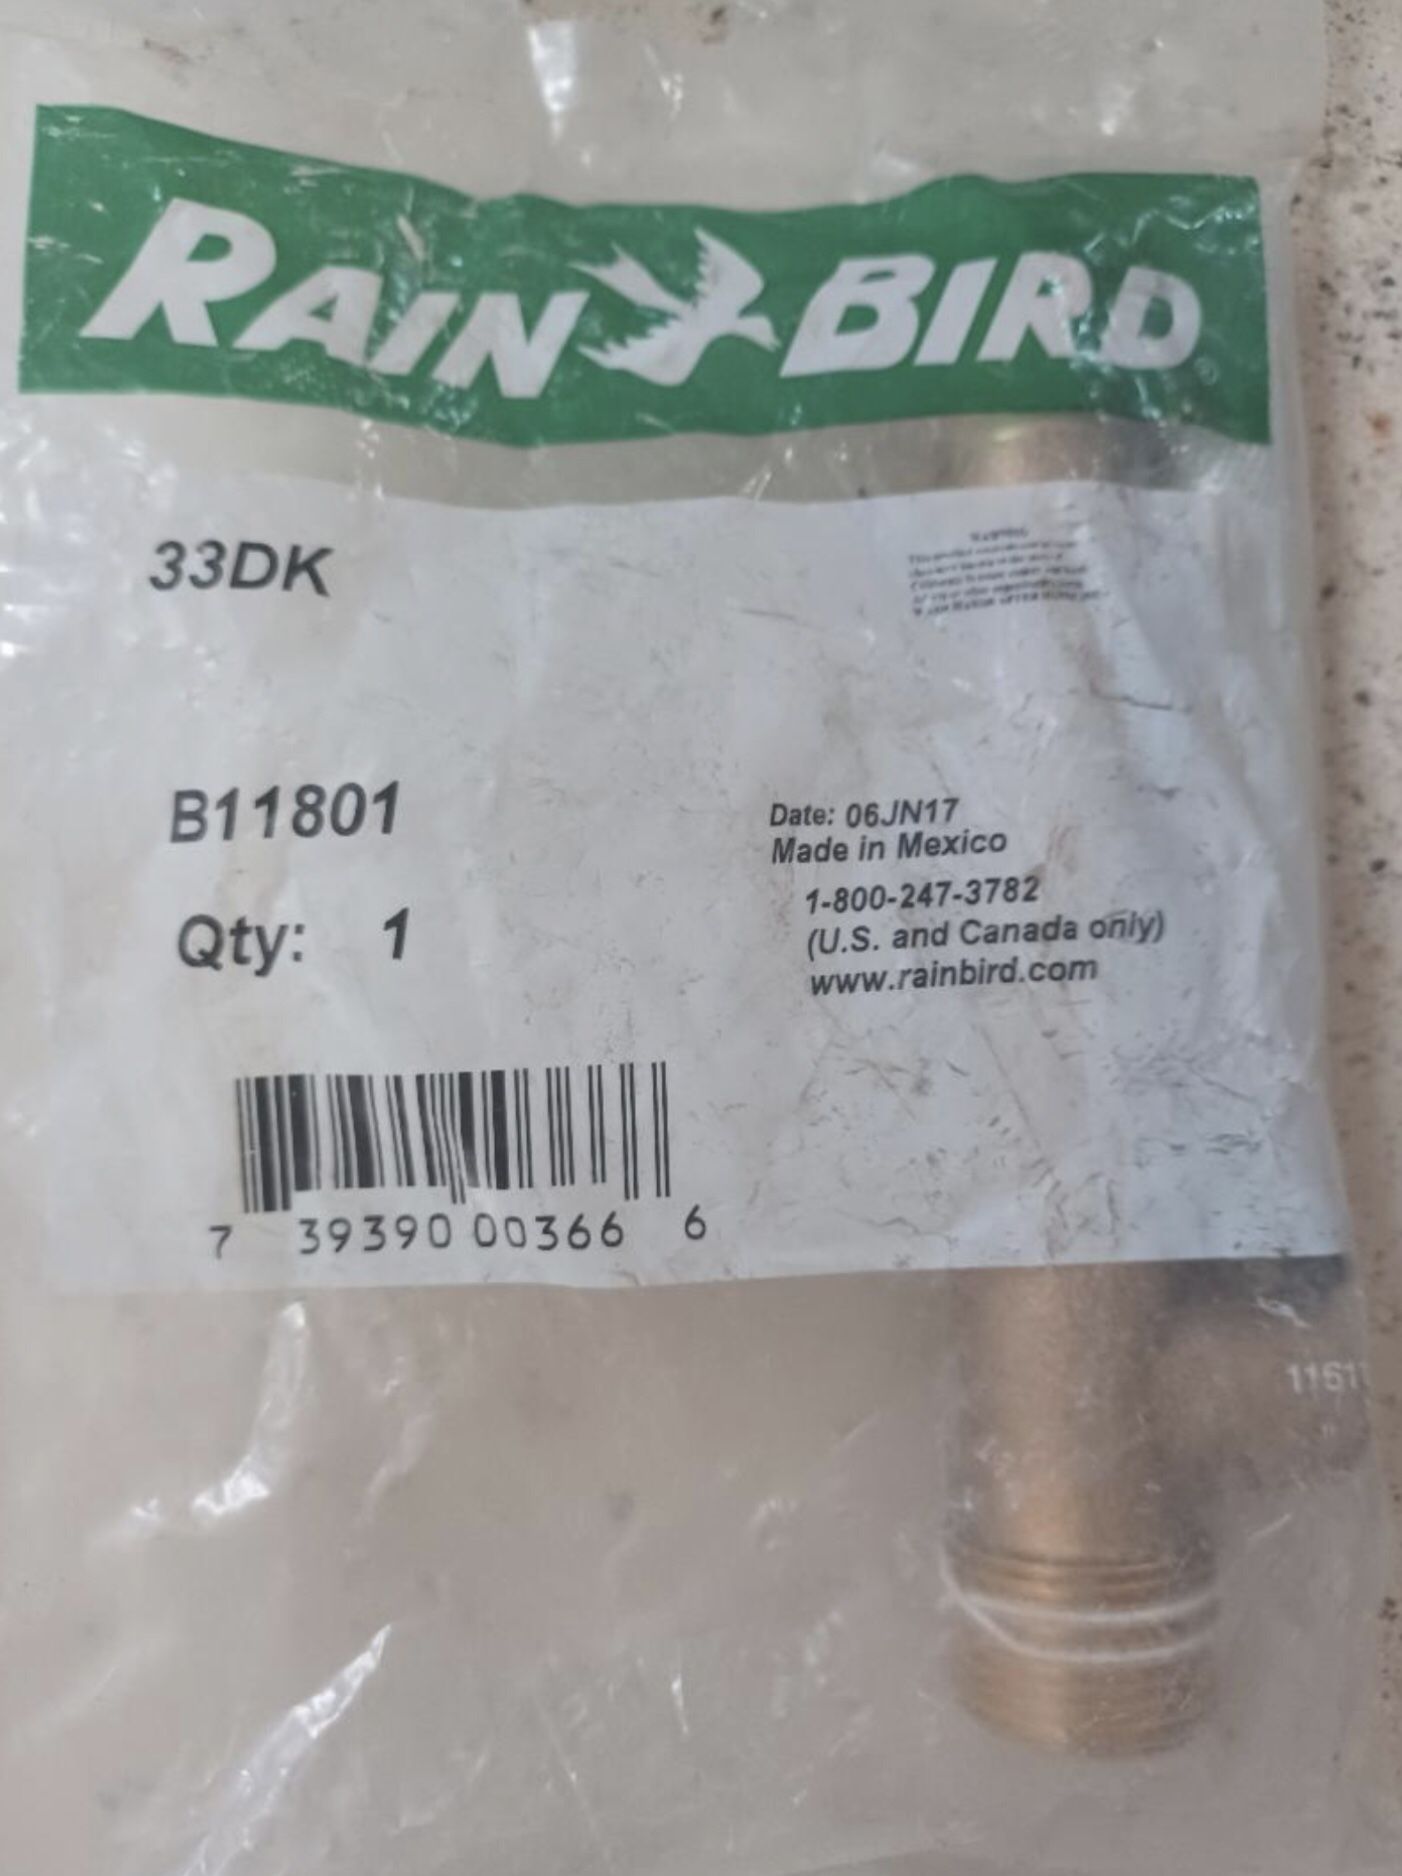 RAIN BIRD
33DK
WARNING
B11801
Qty: 1
Date: 06JN17
Made in Mexico
1-800-247-3782
(U.S. and Canada only)
www.rainbird.com
7 39390 00366 6